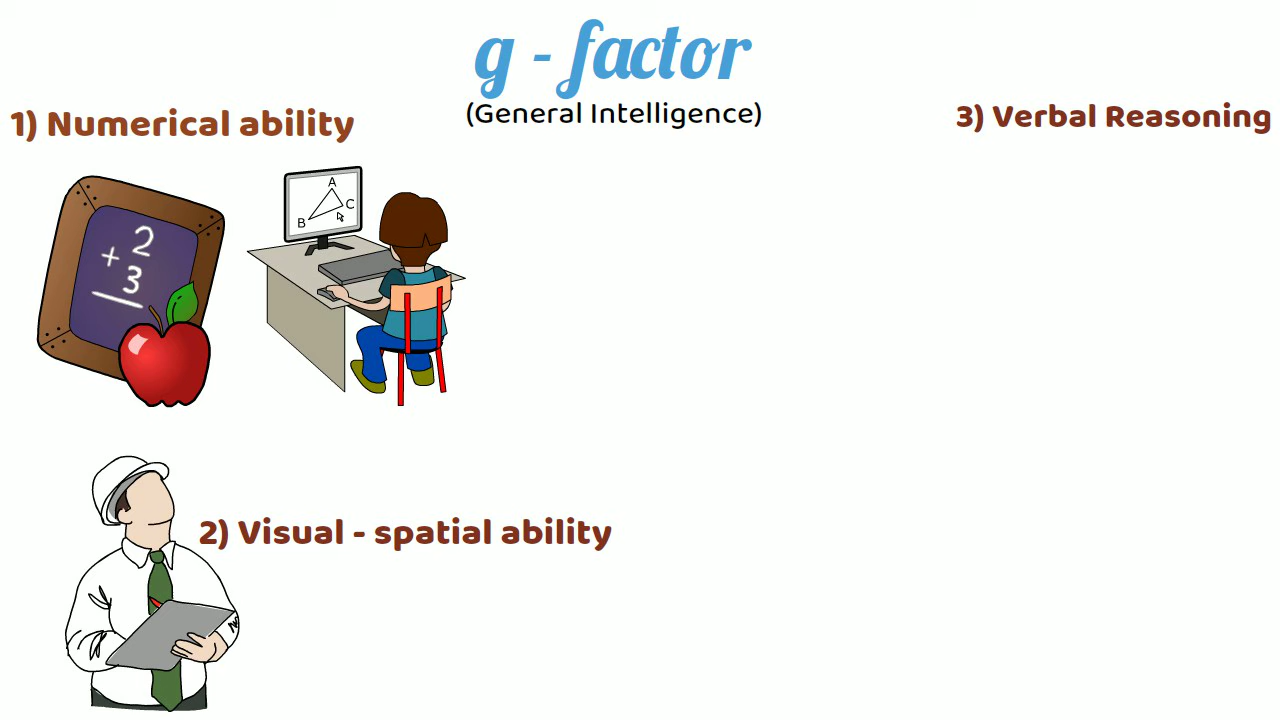 g - factor
(General Intelligence)
1) Numerical ability
3) Verbal Reasoning
2
+ 3
A
B
C
2) Visual - spatial ability